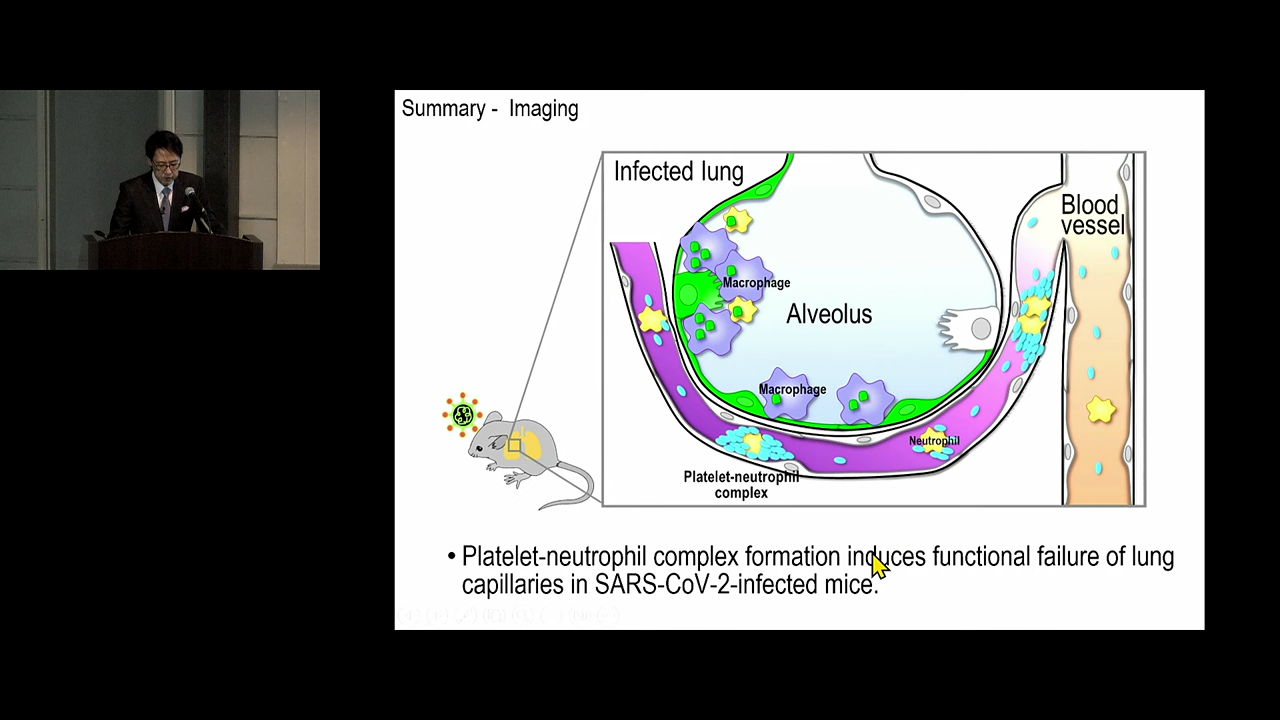 Summary - Imaging
Infected lung
Blood
vessel
Macrophage
Alveolus
Macrophage
Neutrophil
Platelet-neutrophil
complex
• Platelet-neutrophil complex formation induces functional failure of lung
capillaries in SARS-CoV-2-infected mice.